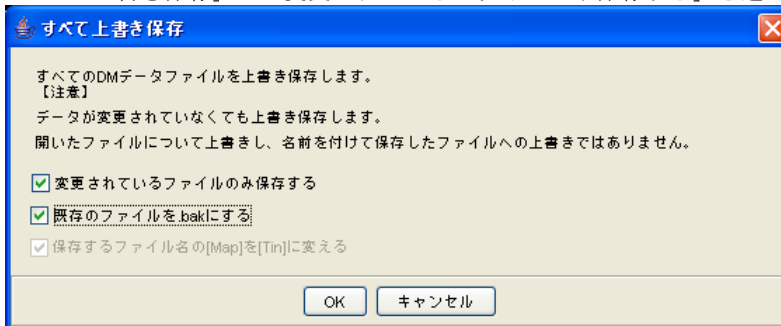 すべて上書き保存
すべてのDMデータファイルを上書き保存します。
【注意】
データが変更されていなくても上書き保存します。
開いたファイルについて上書きし、名前を付けて保存したファイルへの上書きではありません。
変更されているファイルのみ保存する
既存のファイルを.bakにする
保存するファイル名の[Map]を[Tin]に変える
OK キャンセル